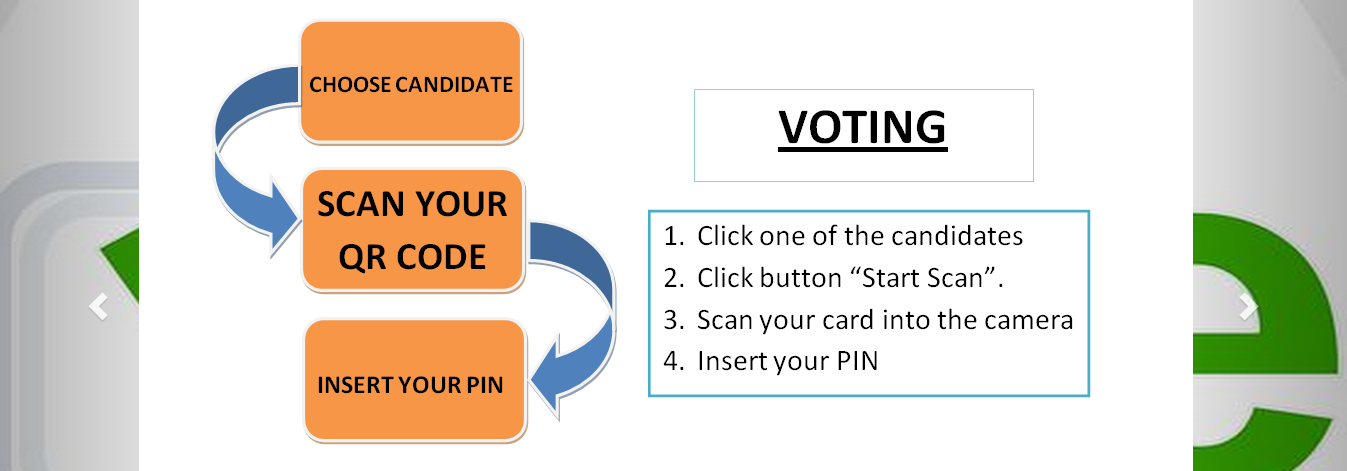 CHOOSE CANDIDATE
SCAN YOUR
QR CODE
INSERT YOUR PIN
VOTING
1. Click one of the candidates
2. Click button “Start Scan”.
3. Scan your card into the camera
4. Insert your PIN
e